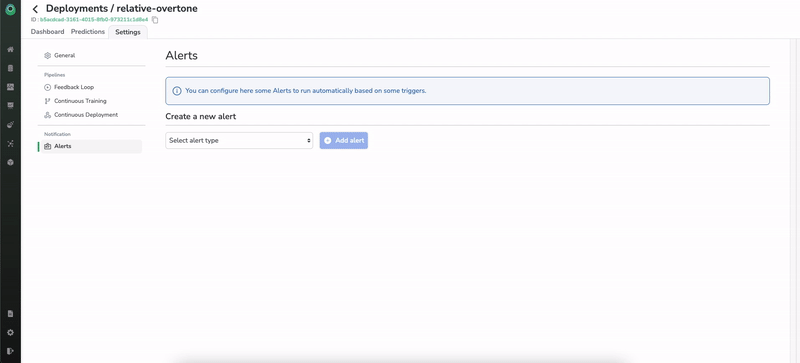 Deployments / relative-overtone
ID : b5acdcad-3161-4015-8fb0-973211c1d8a4
Dashboard Predictions Settings
General
Pipelines
Feedback Loop
Continuous Training
Continuous Deployment
Notification
Alerts
Alerts
You can configure here some Alerts to run automatically based on some triggers.
Create a new alert
Select alert type
Add alert